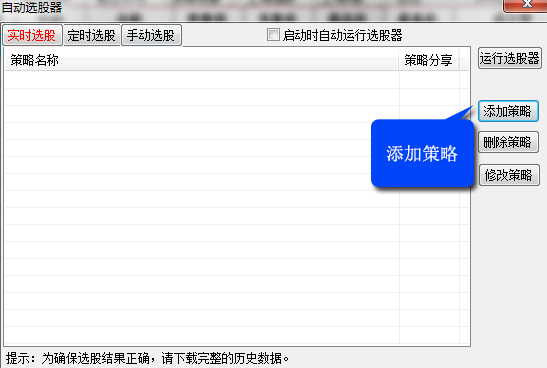 自动选股器
实时选股 定时选股 手动选股 启动时自动运行选股器
策略名称 策略分享 运行选股器
添加策略
添加策略
删除策略
修改策略
提示：为确保选股结果正确，请下载完整的历史数据。